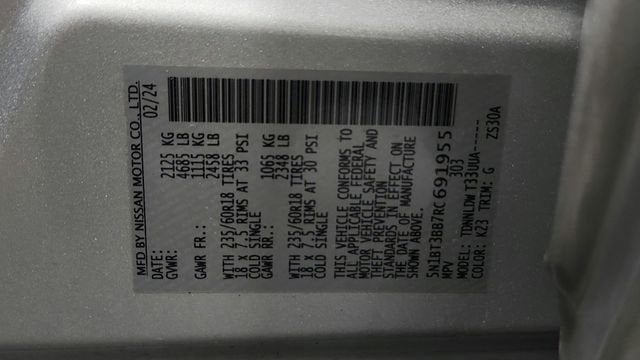 MFD BY NISSAN MOTOR CO., LTD.
DATE: 02/24
GVWR: 2125 KG
4685 LB
GAWR FR.: 1115 KG
2458 LB
WITH 235/60R18 TIRES
18 X 7.5 RIMS AT 33 PSI
COLD SINGLE
GAWR RR.: 1065 KG
2348 LB
WITH 235/60R18 TIRES
18 X 7.5 RIMS AT 30 PSI
COLD SINGLE
THIS VEHICLE CONFORMS TO
ALL APPLICABLE FEDERAL
MOTOR VEHICLE SAFETY AND
THEFT PREVENTION
STANDARDS IN EFFECT ON
THE DATE OF MANUFACTURE
SHOWN ABOVE.
5N1BT3BB7RC691955
MPV 303
MODEL: TDNNLDW T33UUA------
COLOR: K23 TRIM: G
ZS30A